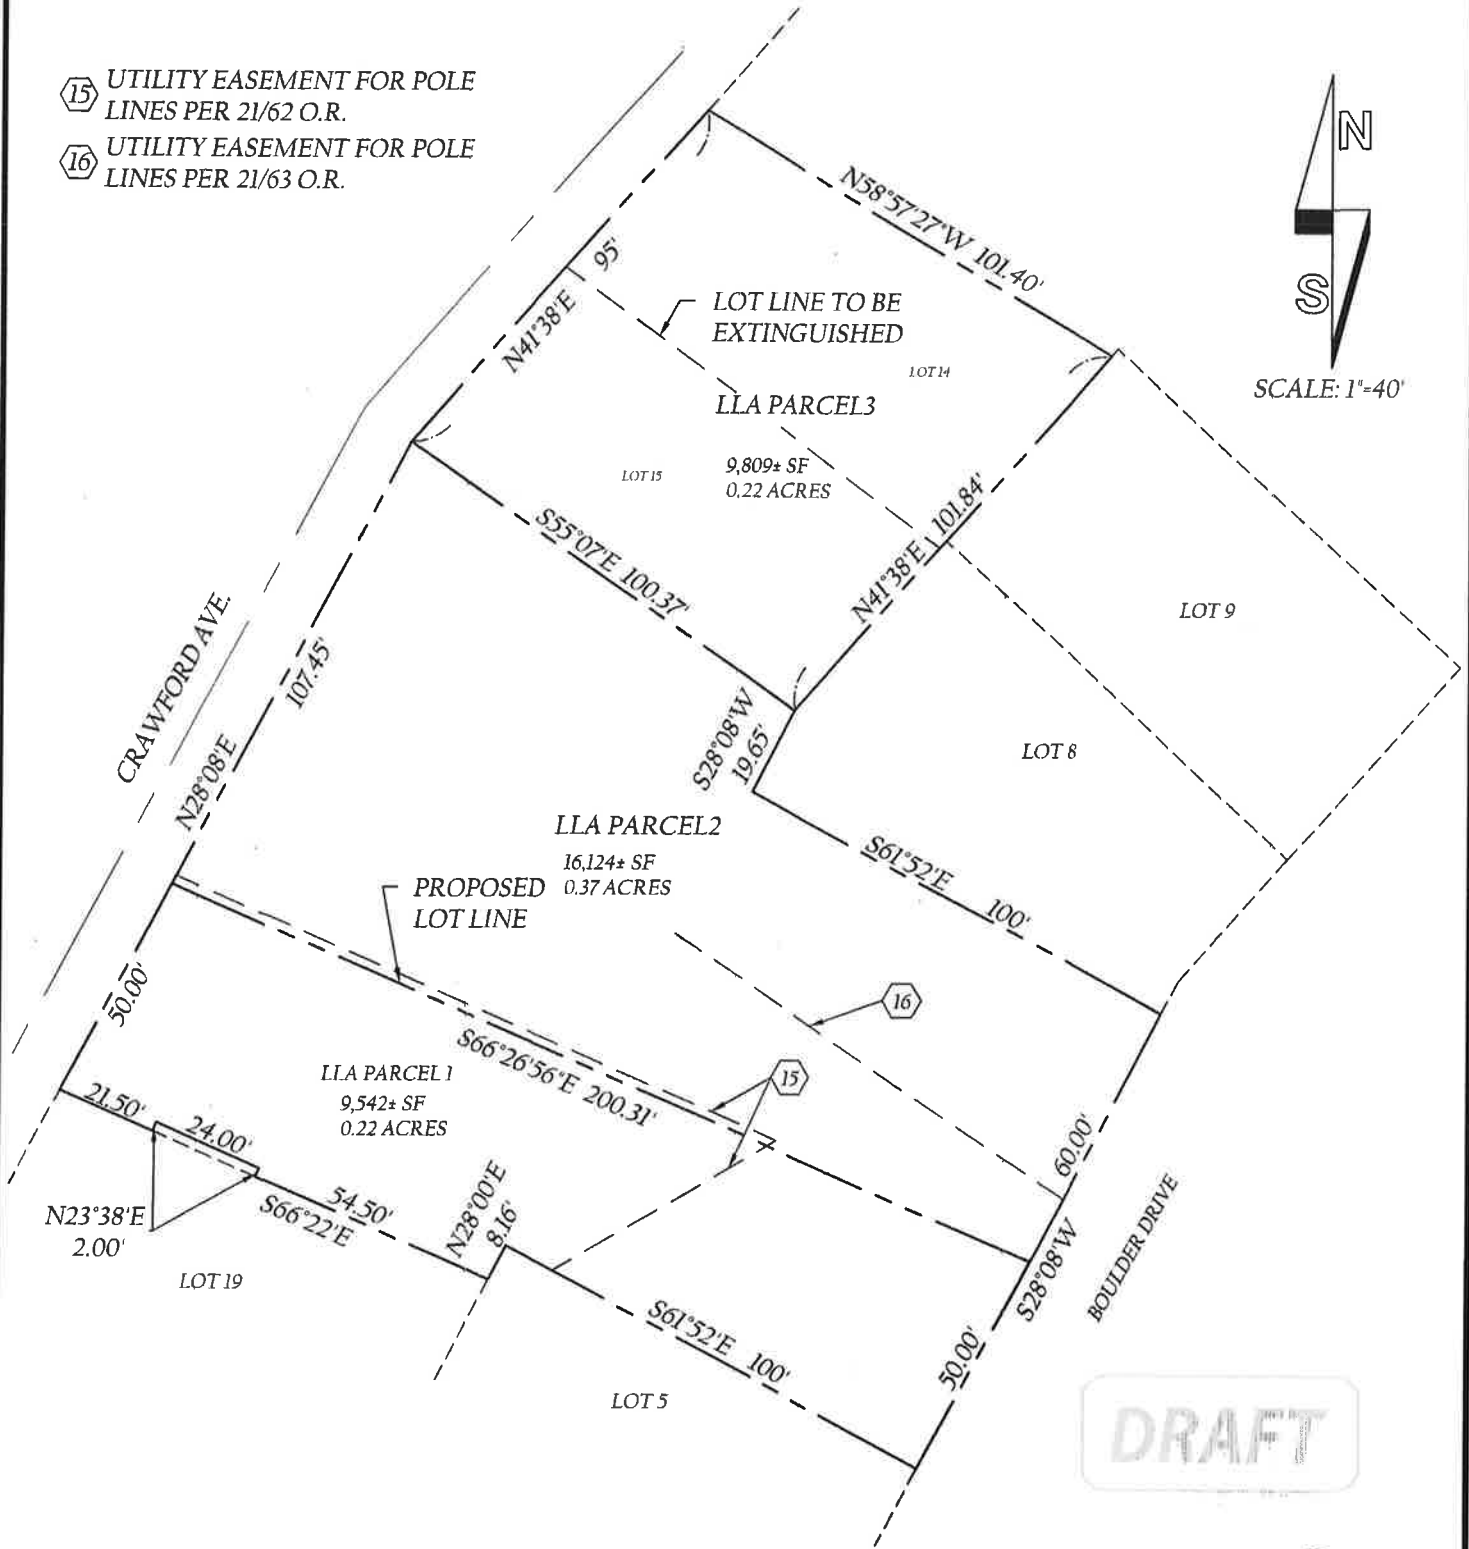 15 UTILITY EASEMENT FOR POLE
LINES PER 21/62 O.R.
16 UTILITY EASEMENT FOR POLE
LINES PER 21/63 O.R.
N
S
SCALE: 1"=40'
N58°57'27"W 101.40'
95'
N41°38'E
LOT LINE TO BE
EXTINGUISHED
LOT 14
LLA PARCEL 3
LOT 15
9,809± SF
0.22 ACRES
N41°38'E 101.84'
S55°07'E 100.37'
LOT 9
CRAWFORD AVE.
107.45'
N28°08'E
S28°08'W
19.65'
LOT 8
LLA PARCEL 2
16,124± SF
0.37 ACRES
S61°52'E 100'
PROPOSED
LOT LINE
50.00'
16
S66°26'56"E 200.31'
15
LLA PARCEL 1
9,542± SF
0.22 ACRES
21.50'
24.00'
54.50'
S66°22'E
N23°38'E
2.00'
N28°00'E
8.16'
60.00'
S28°08'W
BOULDER DRIVE
LOT 19
S61°52'E 100'
50.00'
LOT 5
DRAFT